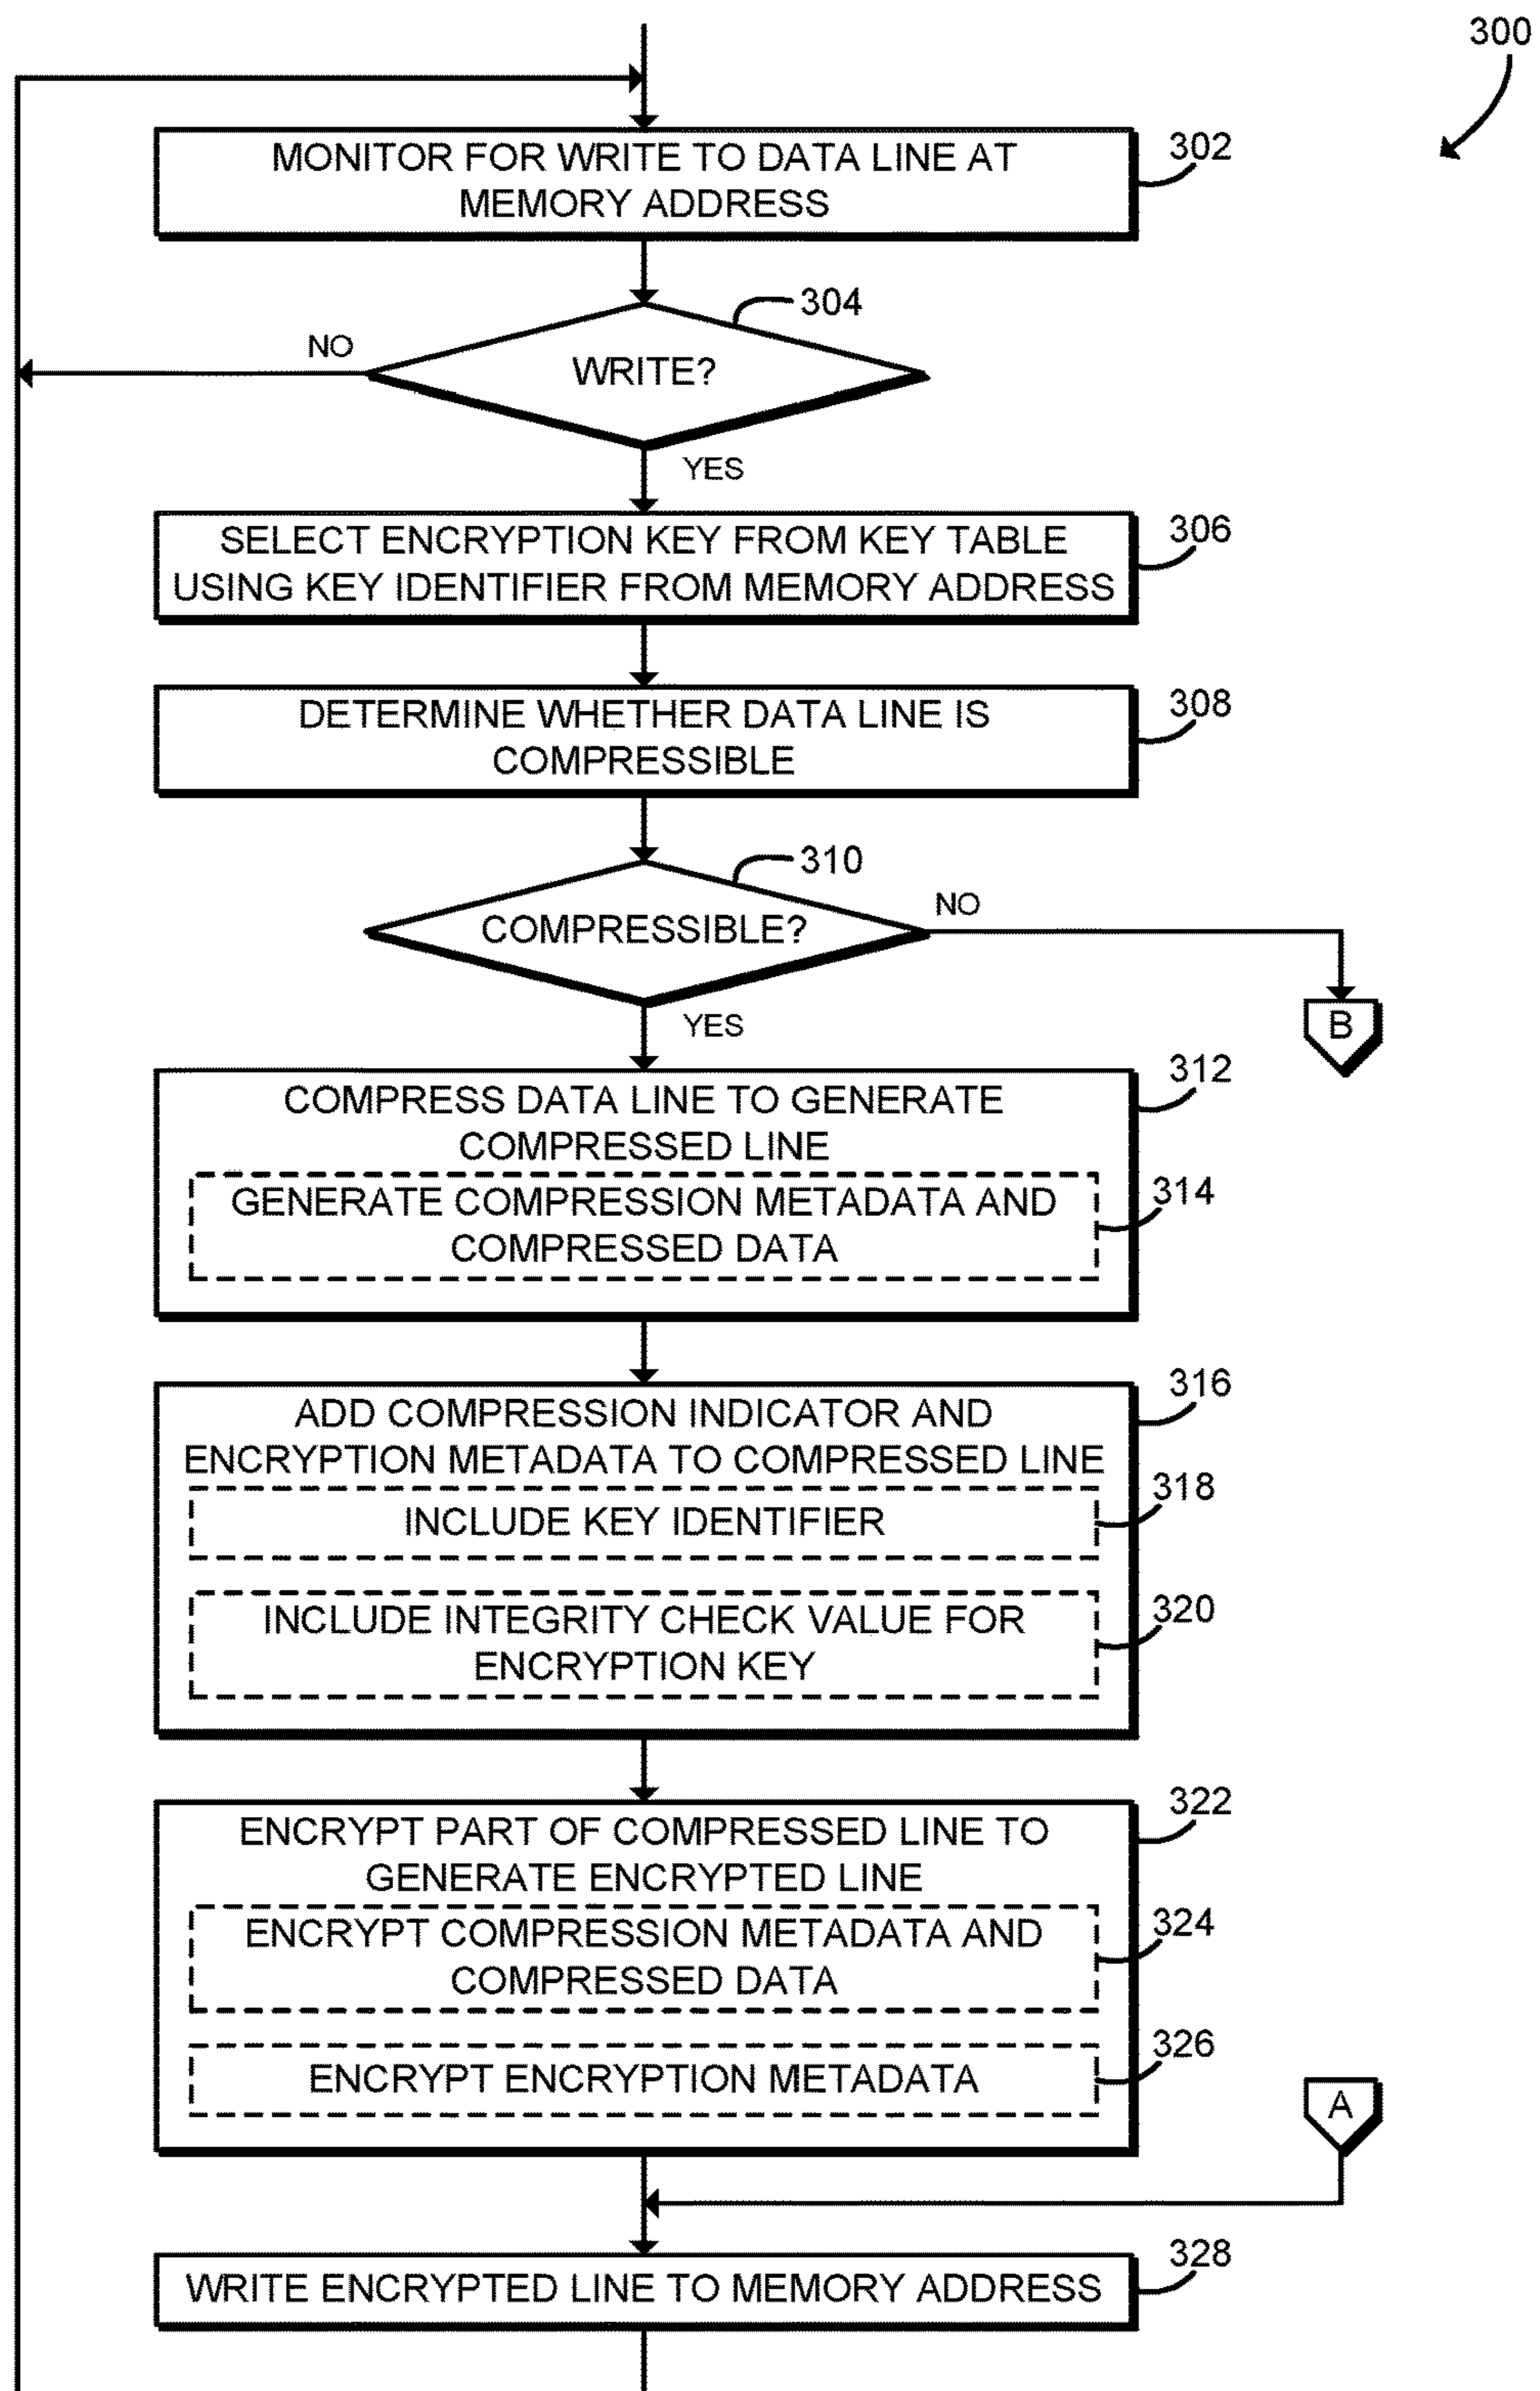 300
MONITOR FOR WRITE TO DATA LINE AT
MEMORY ADDRESS
302
304
WRITE?
NO
YES
SELECT ENCRYPTION KEY FROM KEY TABLE
USING KEY IDENTIFIER FROM MEMORY ADDRESS
306
DETERMINE WHETHER DATA LINE IS
COMPRESSIBLE
308
310
COMPRESSIBLE?
NO
B
YES
COMPRESS DATA LINE TO GENERATE
COMPRESSED LINE
312
GENERATE COMPRESSION METADATA AND
COMPRESSED DATA
314
ADD COMPRESSION INDICATOR AND
ENCRYPTION METADATA TO COMPRESSED LINE
316
INCLUDE KEY IDENTIFIER
318
INCLUDE INTEGRITY CHECK VALUE FOR
ENCRYPTION KEY
320
ENCRYPT PART OF COMPRESSED LINE TO
GENERATE ENCRYPTED LINE
322
ENCRYPT COMPRESSION METADATA AND
COMPRESSED DATA
324
ENCRYPT ENCRYPTION METADATA
326
A
WRITE ENCRYPTED LINE TO MEMORY ADDRESS
328